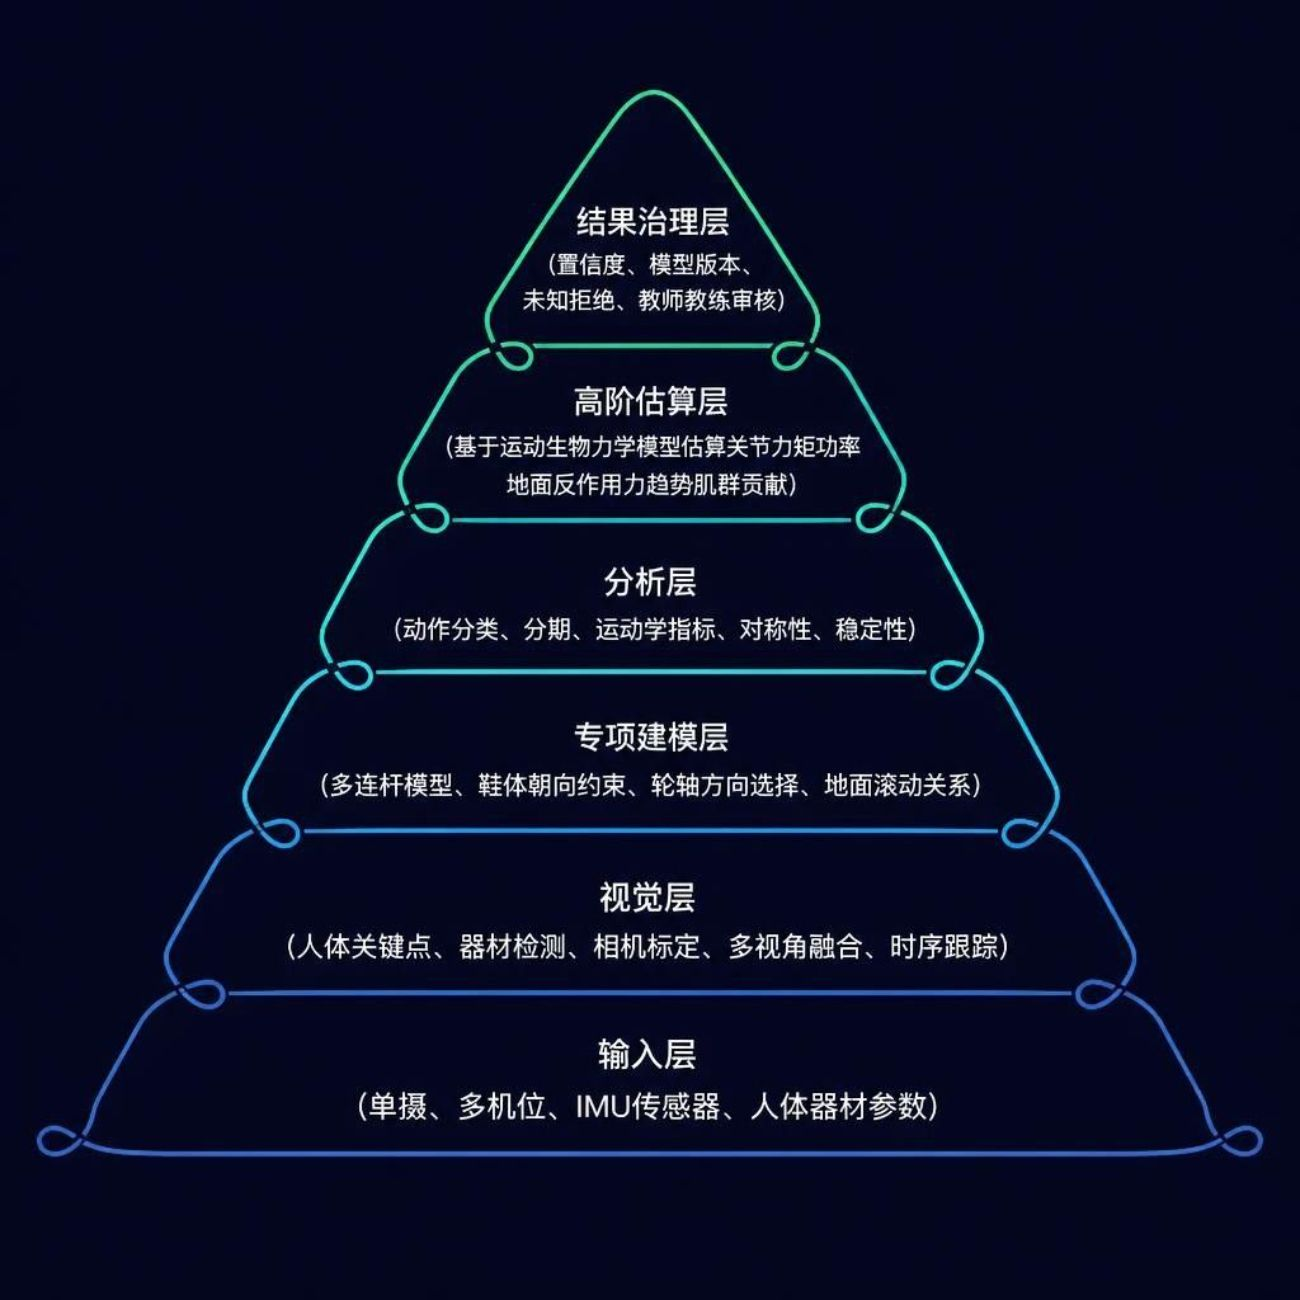 结果治理层
(置信度、模型版本、
未知拒绝、教师教练审核)
高阶估算层
(基于运动生物力学模型估算关节力矩功率
地面反作用力趋势肌群贡献)
分析层
(动作分类、分期、运动学指标、对称性、稳定性)
专项建模层
(多连杆模型、鞋体朝向约束、轮轴方向选择、地面滚动关系)
视觉层
(人体关键点、器材检测、相机标定、多视角融合、时序跟踪)
输入层
(单摄、多机位、IMU传感器、人体器材参数)